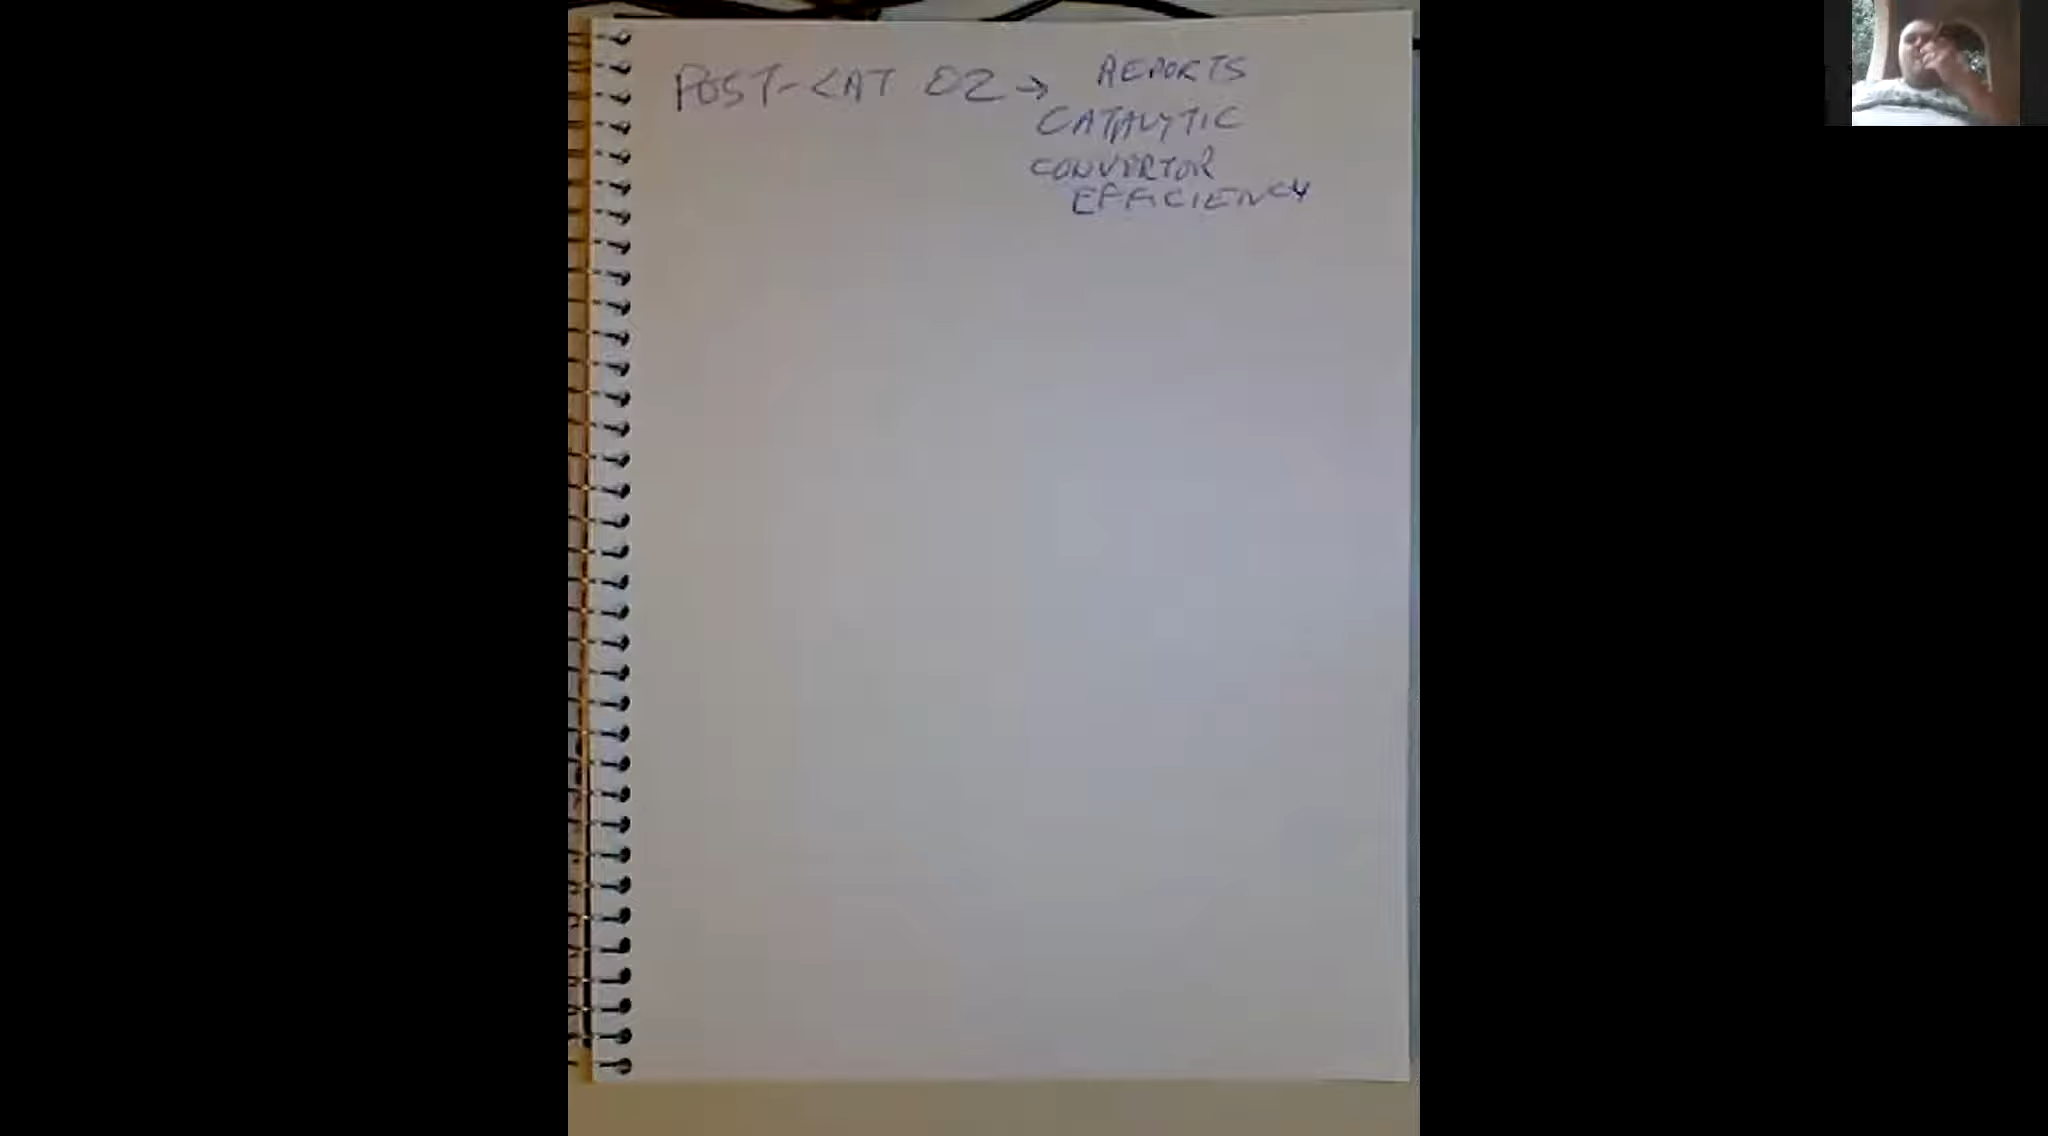 POST-CAT O2 → REPORTS
CATALYTIC
CONVERTOR
EFFICIENCY